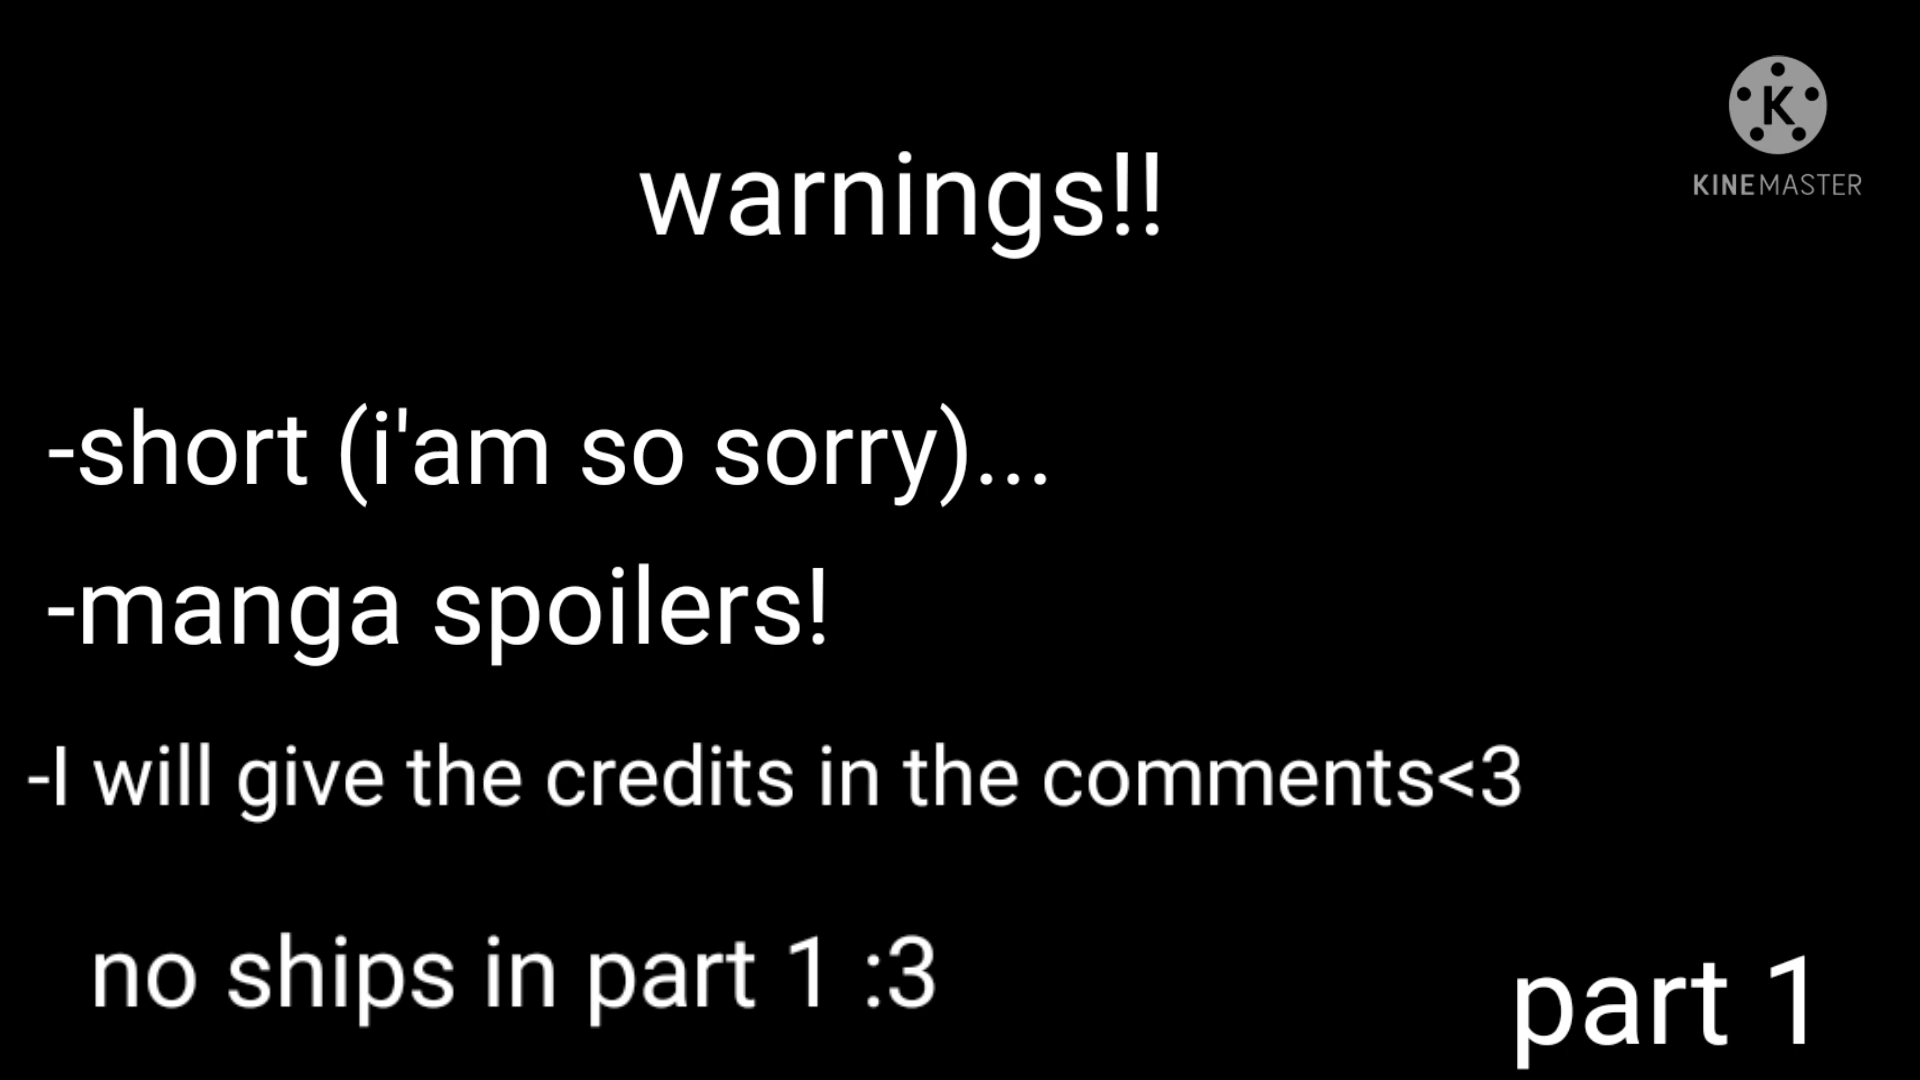 K
KINEMASTER
warnings!!
-short (i'am so sorry)...
-manga spoilers!
-I will give the credits in the comments<3
no ships in part 1 :3
part 1